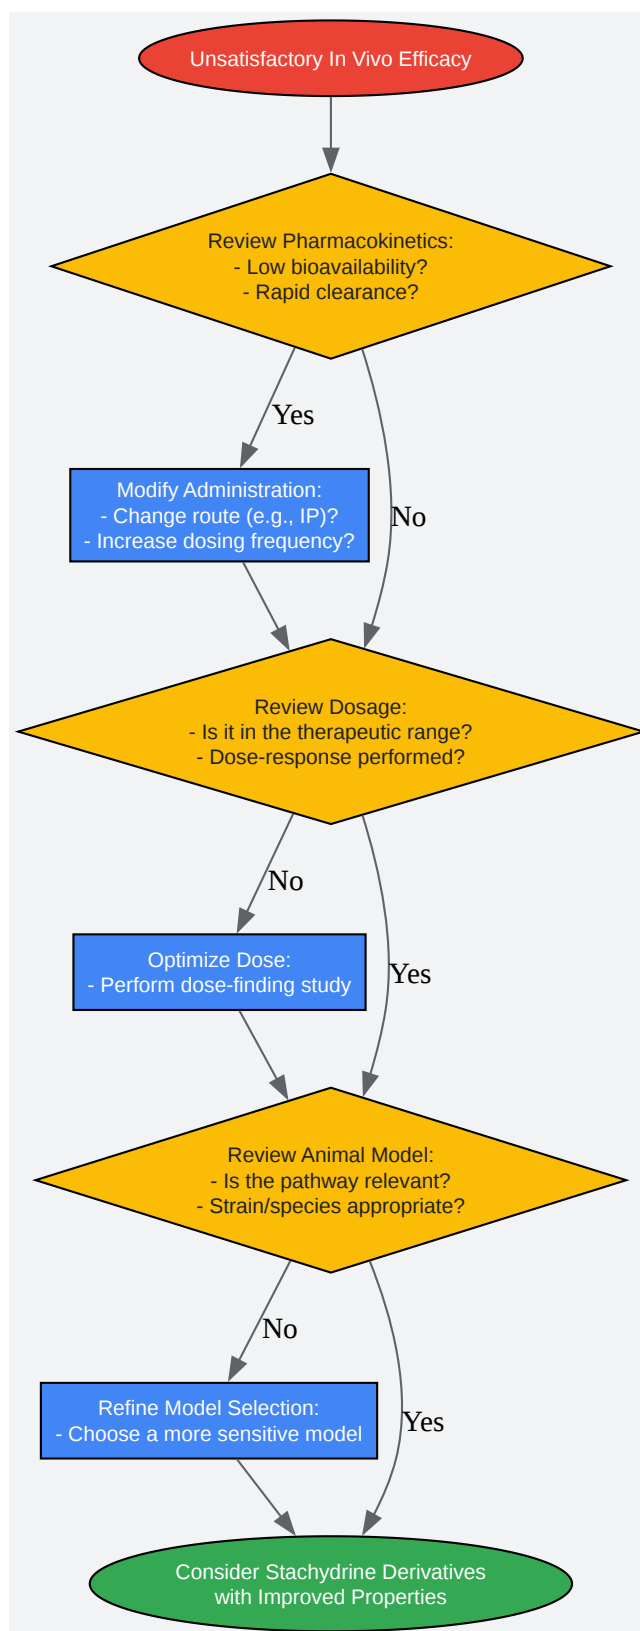 Unsatisfactory In Vivo Efficacy
Review Pharmacokinetics:
- Low bioavailability?
- Rapid clearance?
Yes
Modify Administration:
- Change route (e.g., IP)?
- Increase dosing frequency?
No
Review Dosage:
- Is it in the therapeutic range?
- Dose-response performed?
No
Optimize Dose:
- Perform dose-finding study
Yes
Review Animal Model:
- Is the pathway relevant?
- Strain/species appropriate?
No
Refine Model Selection:
- Choose a more sensitive model
Yes
Consider Stachydrine Derivatives
with Improved Properties